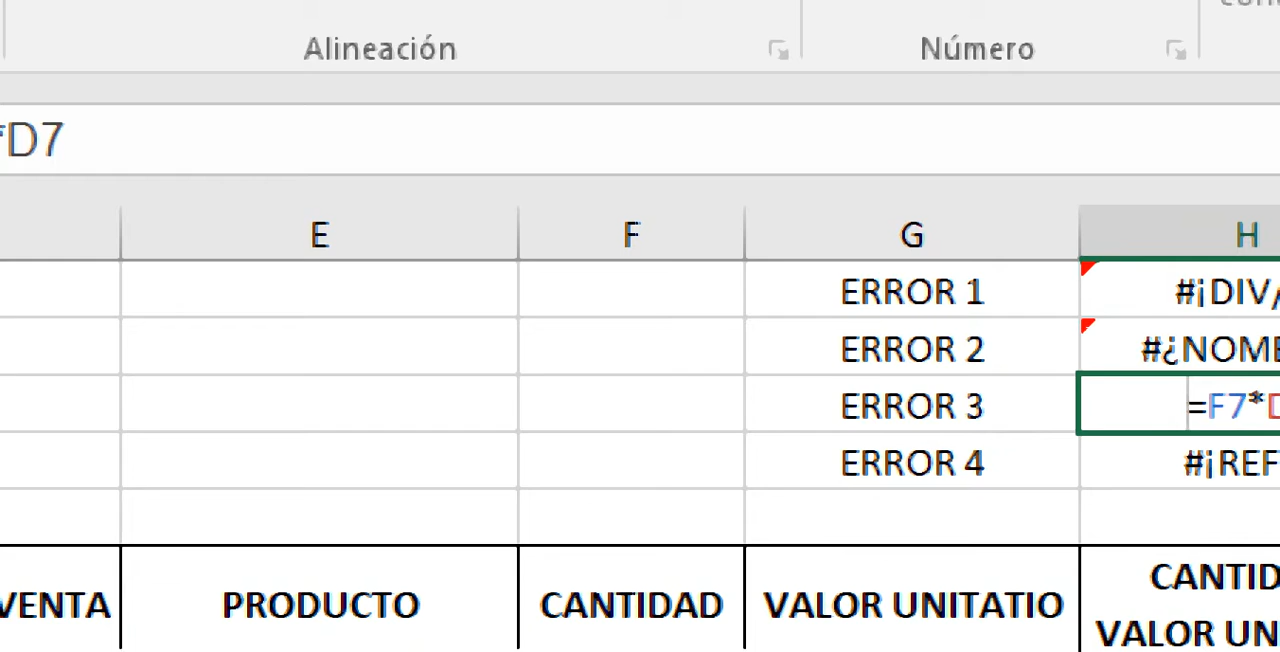 Alineación Número
*D7
E F G H
ERROR 1 #¡DIV/
ERROR 2 #¿NOMB
ERROR 3 =F7*D
ERROR 4 #¡REF
VENTA PRODUCTO CANTIDAD VALOR UNITATIO CANTID
VALOR UN